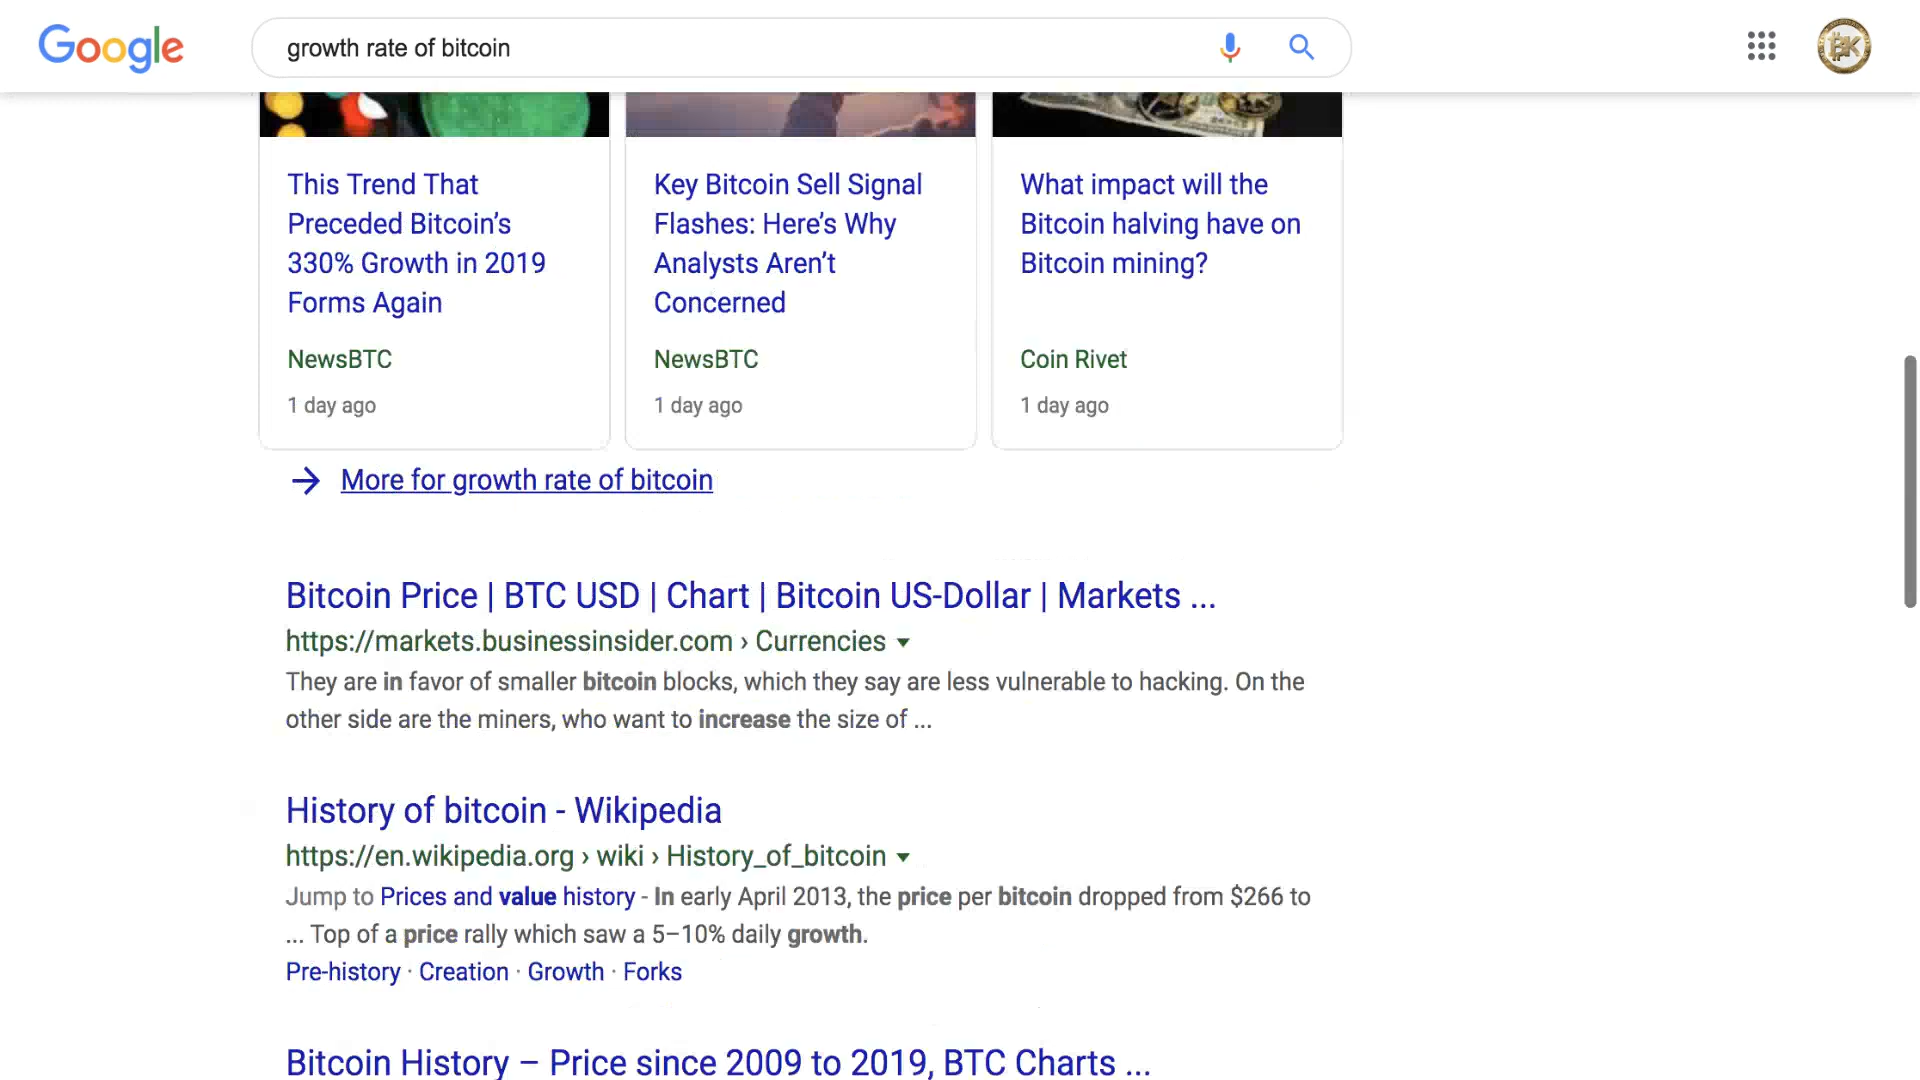 Google
growth rate of bitcoin
This Trend That
Preceded Bitcoin’s
330% Growth in 2019
Forms Again
NewsBTC
1 day ago
Key Bitcoin Sell Signal
Flashes: Here’s Why
Analysts Aren’t
Concerned
NewsBTC
1 day ago
What impact will the
Bitcoin halving have on
Bitcoin mining?
Coin Rivet
1 day ago
More for growth rate of bitcoin
Bitcoin Price | BTC USD | Chart | Bitcoin US-Dollar | Markets ...
https://markets.businessinsider.com › Currencies
They are in favor of smaller bitcoin blocks, which they say are less vulnerable to hacking. On the
other side are the miners, who want to increase the size of ...
History of bitcoin - Wikipedia
https://en.wikipedia.org › wiki › History_of_bitcoin
Jump to Prices and value history - In early April 2013, the price per bitcoin dropped from $266 to
... Top of a price rally which saw a 5–10% daily growth.
Pre-history · Creation · Growth · Forks
Bitcoin History – Price since 2009 to 2019, BTC Charts ...